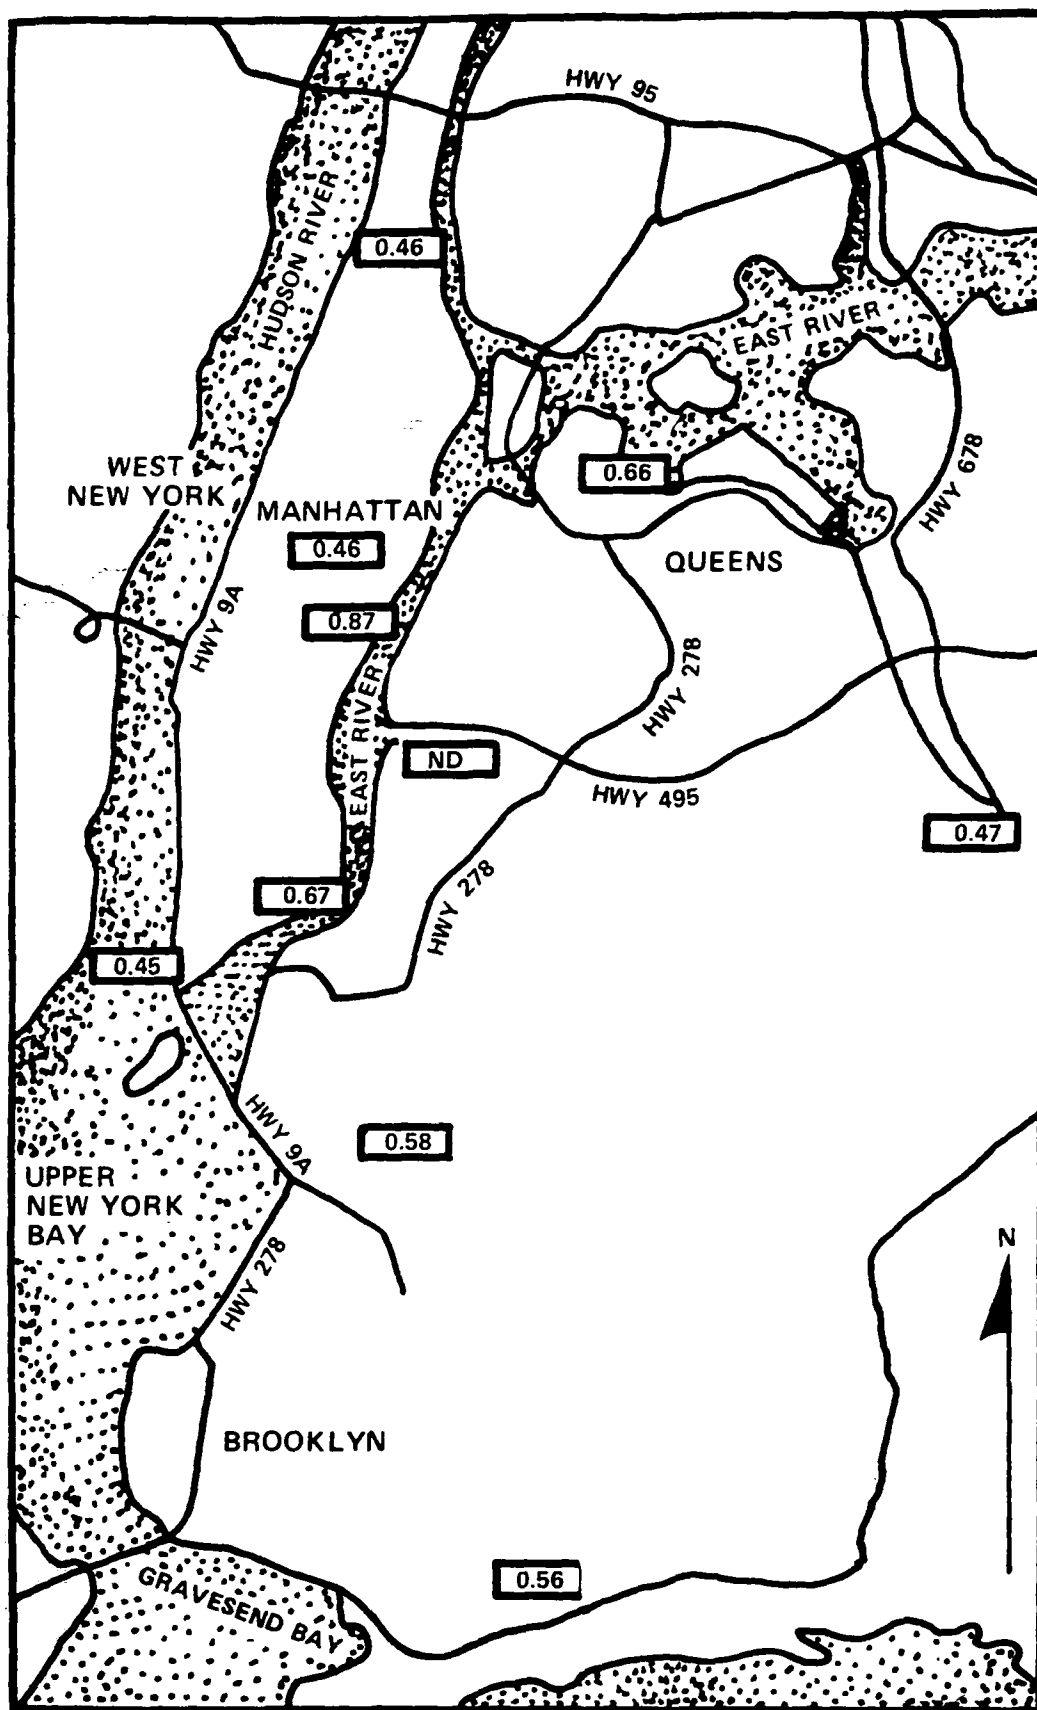 HWY 95
HUDSON RIVER
0.46
EAST RIVER
WEST
NEW YORK
0.66
HWY 678
MANHATTAN
0.46
QUEENS
HWY 9A
0.87
HWY 278
EAST RIVER
ND
HWY 495
0.47
0.67
HWY 278
0.45
HWY 9A
0.58
UPPER
NEW YORK
BAY
N
HWY 278
BROOKLYN
0.56
GRAVESEND BAY